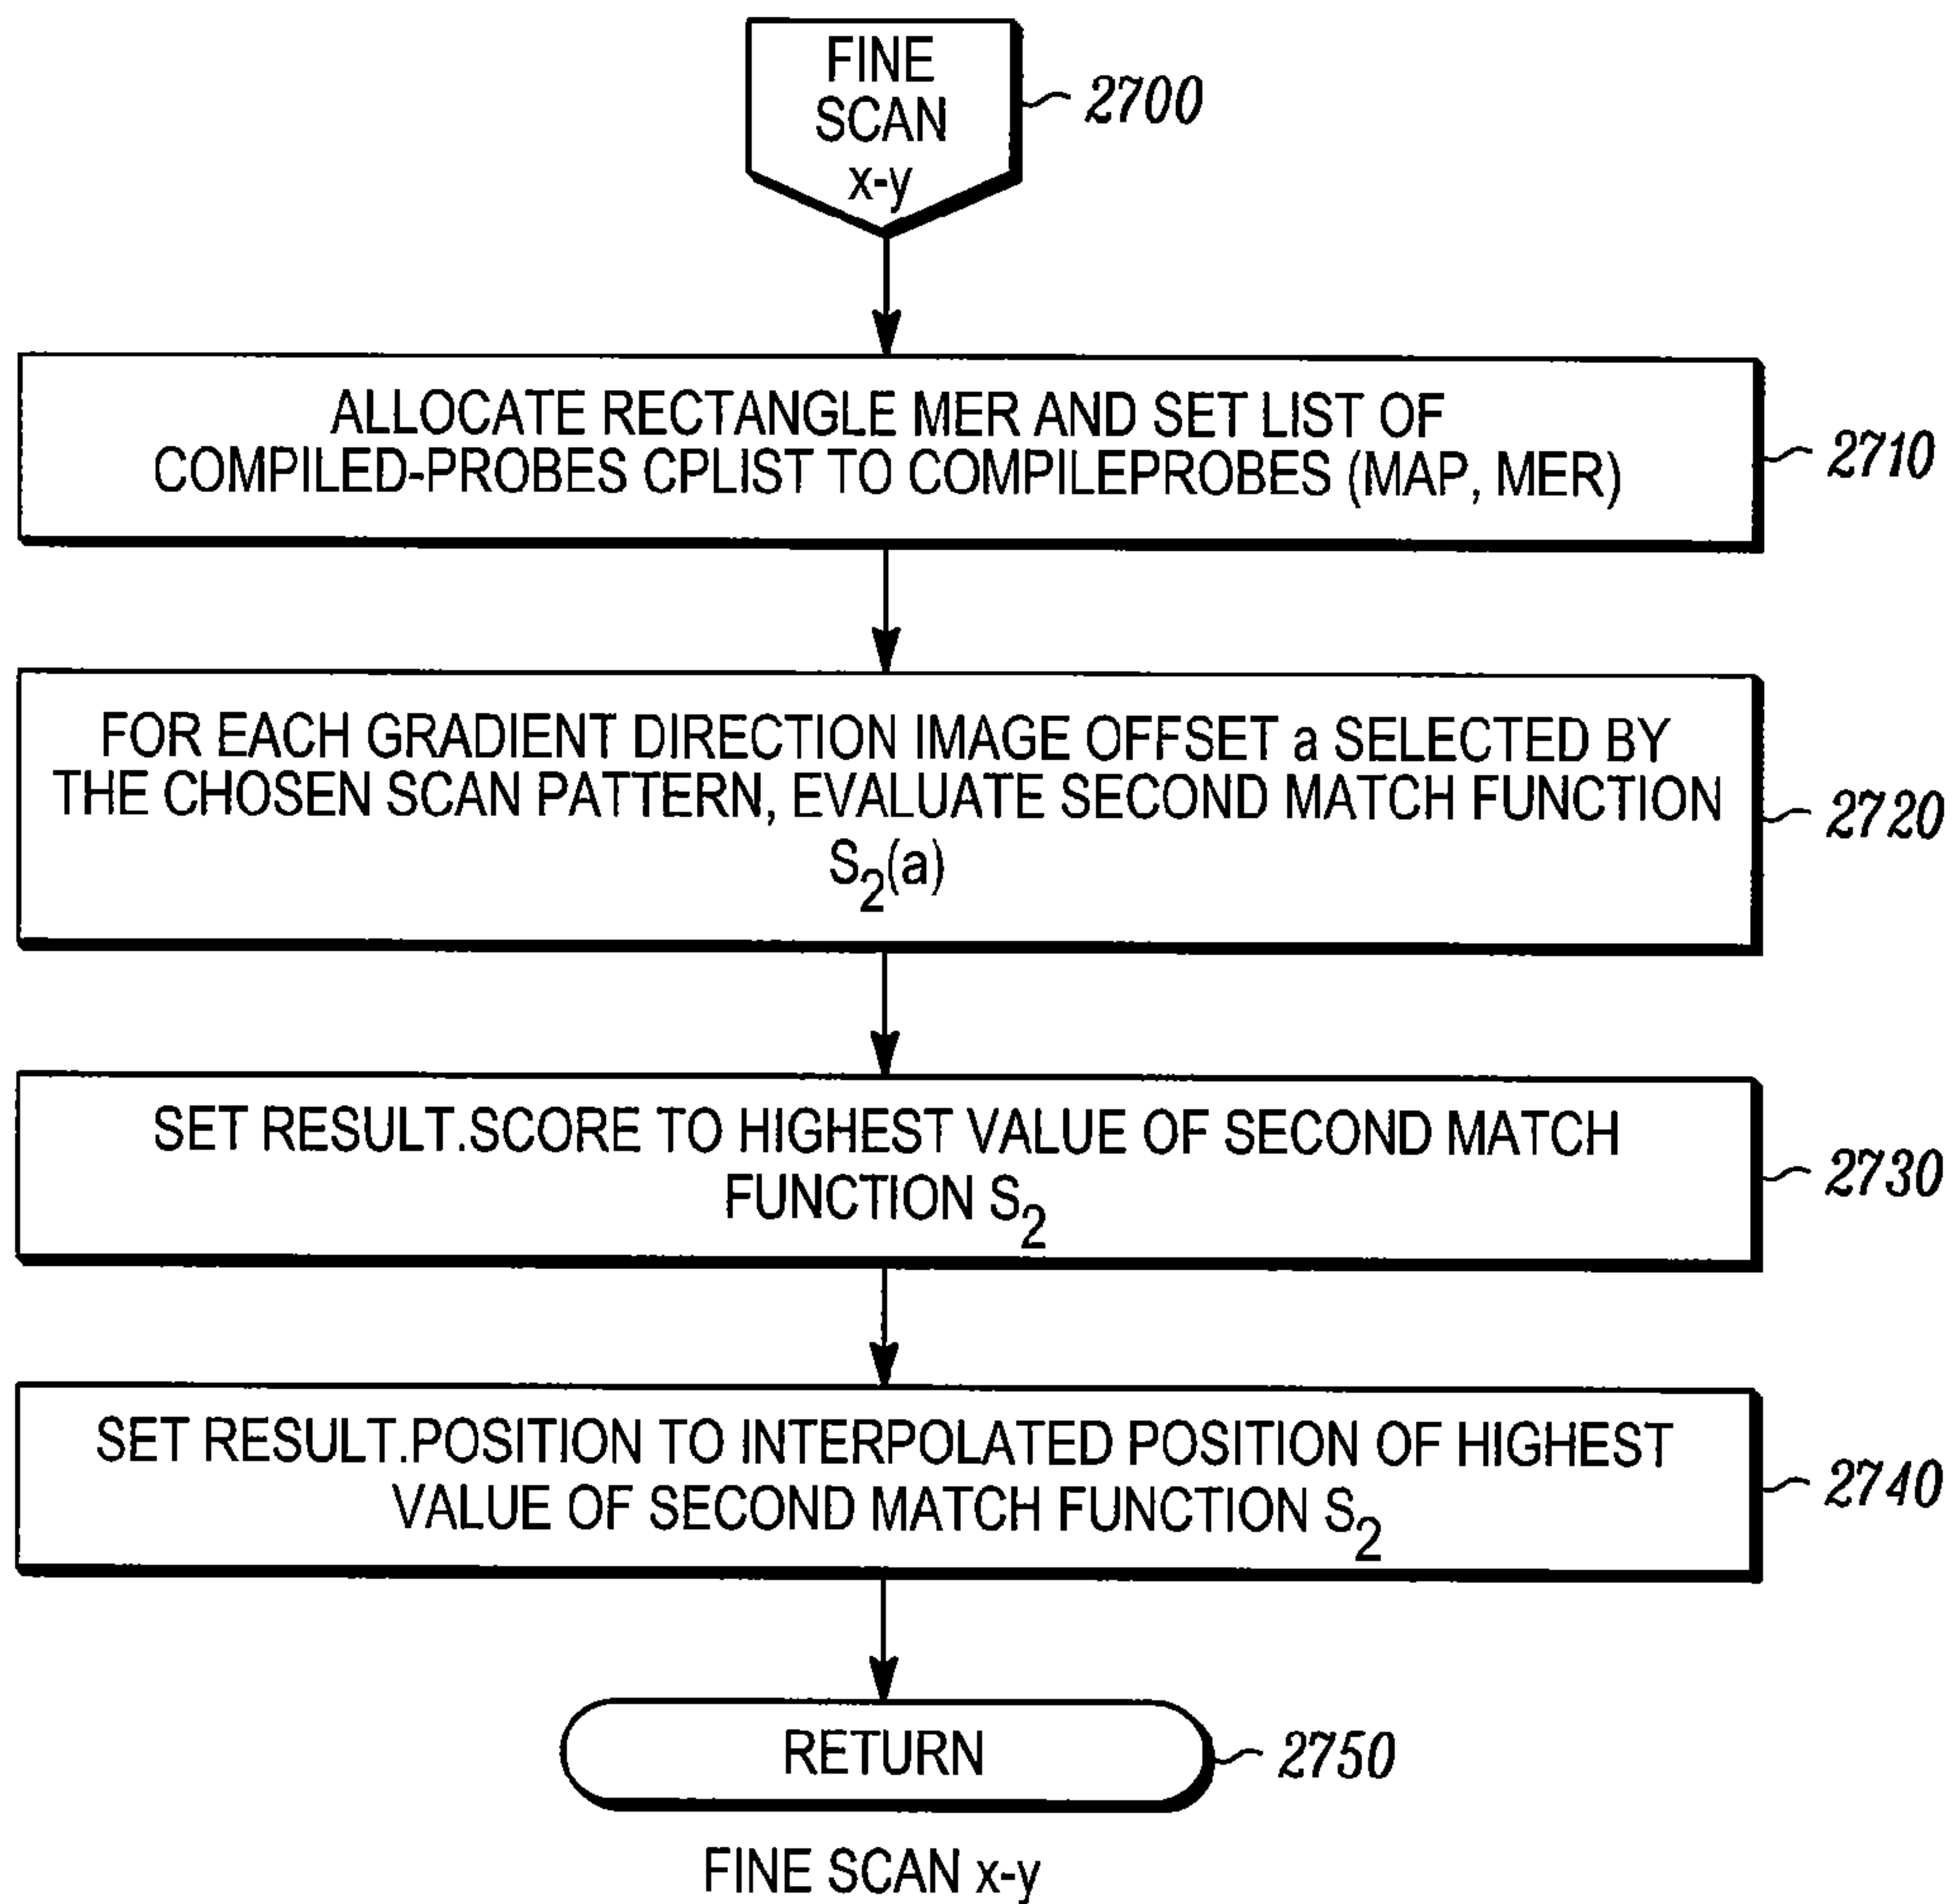 FINE
SCAN
x-y
2700
ALLOCATE RECTANGLE MER AND SET LIST OF
COMPILED-PROBES CPLIST TO COMPILEPROBES (MAP, MER)
2710
FOR EACH GRADIENT DIRECTION IMAGE OFFSET a SELECTED BY
THE CHOSEN SCAN PATTERN, EVALUATE SECOND MATCH FUNCTION
S₂(a)
2720
SET RESULT.SCORE TO HIGHEST VALUE OF SECOND MATCH
FUNCTION S₂
2730
SET RESULT.POSITION TO INTERPOLATED POSITION OF HIGHEST
VALUE OF SECOND MATCH FUNCTION S₂
2740
RETURN
2750
FINE SCAN x-y